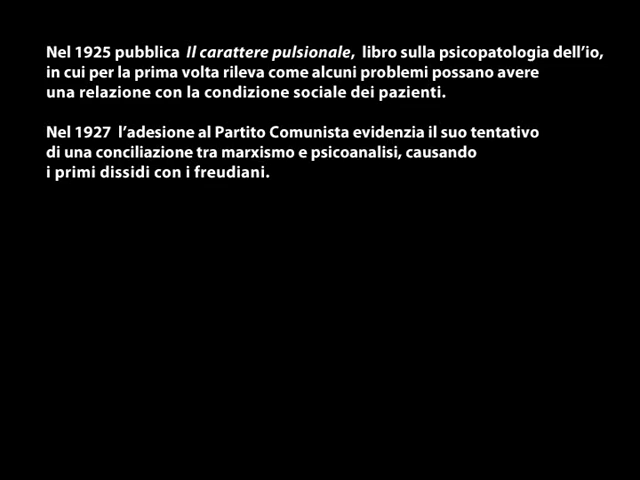 Nel 1925 pubblica Il carattere pulsionale, libro sulla psicopatologia dell’io,
in cui per la prima volta rileva come alcuni problemi possano avere
una relazione con la condizione sociale dei pazienti.
Nel 1927 l’adesione al Partito Comunista evidenzia il suo tentativo
di una conciliazione tra marxismo e psicoanalisi, causando
i primi dissidi con i freudiani.